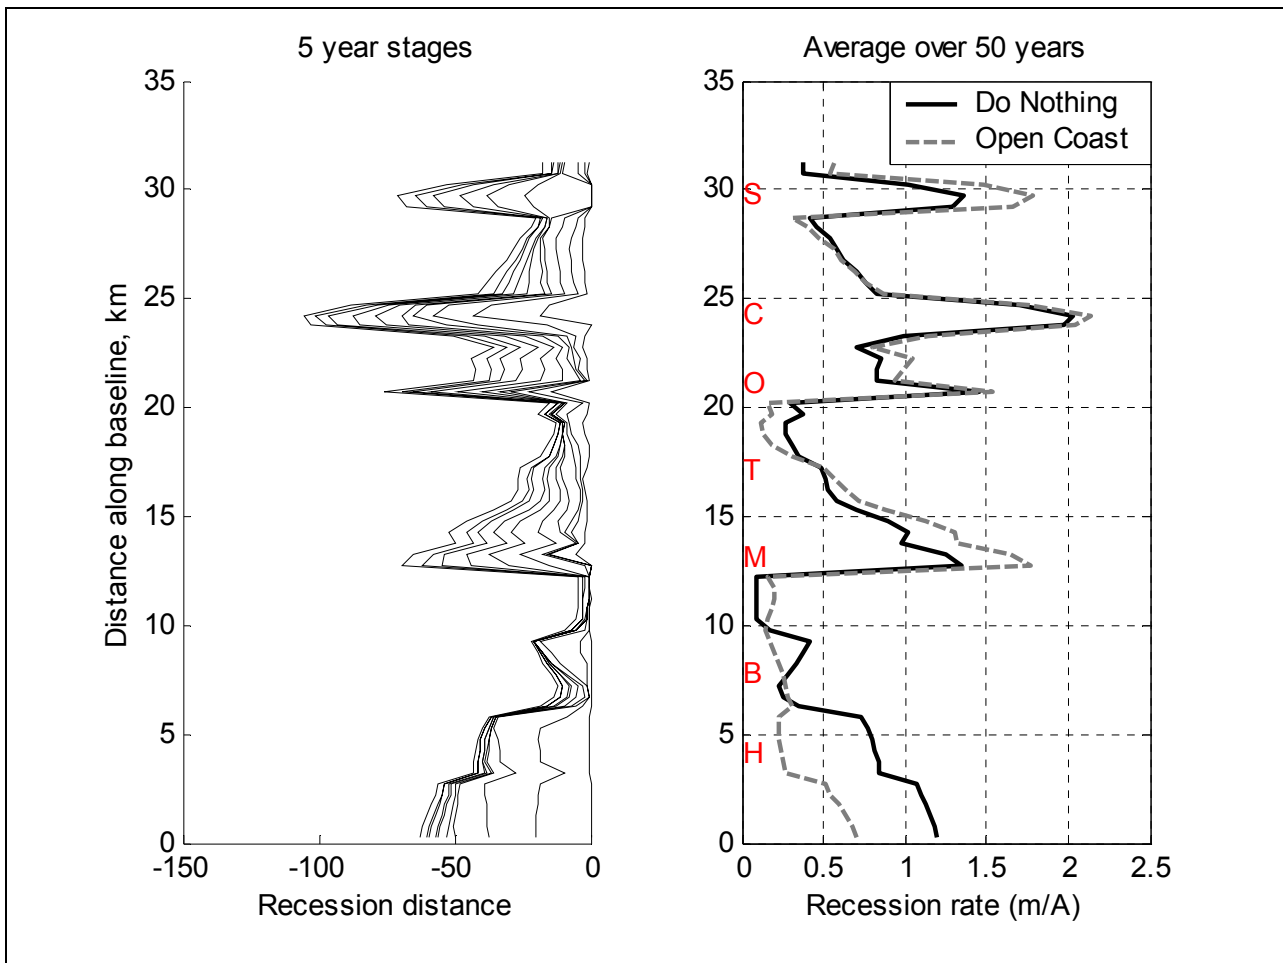 5 year stages
35
30
25
20
15
10
5
0
-150
-100
-50
0
Distance along baseline, km
Recession distance
Average over 50 years
Do Nothing
Open Coast
35
30
25
20
15
10
5
0
S
C
O
T
M
B
H
0
0.5
1
1.5
2
2.5
Recession rate (m/A)